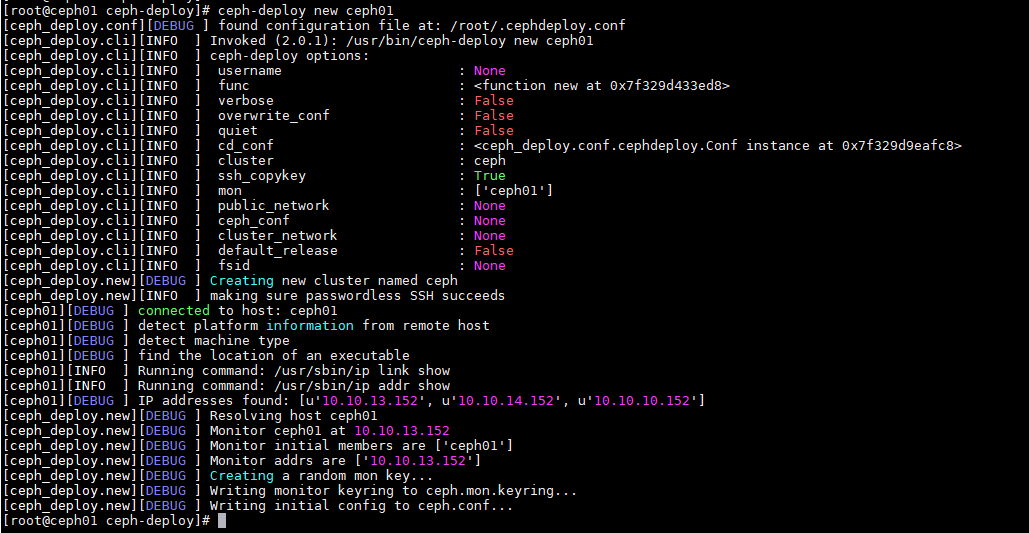 [root@ceph01 ceph-deploy]# ceph-deploy new ceph01
[ceph_deploy.conf][DEBUG ] found configuration file at: /root/.cephdeploy.conf
[ceph_deploy.cli][INFO  ] Invoked (2.0.1): /usr/bin/ceph-deploy new ceph01
[ceph_deploy.cli][INFO  ] ceph-deploy options:
[ceph_deploy.cli][INFO  ]  username                      : None
[ceph_deploy.cli][INFO  ]  func                          : <function new at 0x7f329d433ed8>
[ceph_deploy.cli][INFO  ]  verbose                       : False
[ceph_deploy.cli][INFO  ]  overwrite_conf                : False
[ceph_deploy.cli][INFO  ]  quiet                         : False
[ceph_deploy.cli][INFO  ]  cd_conf                       : <ceph_deploy.conf.cephdeploy.Conf instance at 0x7f329d9eafc8>
[ceph_deploy.cli][INFO  ]  cluster                       : ceph
[ceph_deploy.cli][INFO  ]  ssh_copykey                   : True
[ceph_deploy.cli][INFO  ]  mon                           : ['ceph01']
[ceph_deploy.cli][INFO  ]  public_network                : None
[ceph_deploy.cli][INFO  ]  ceph_conf                     : None
[ceph_deploy.cli][INFO  ]  cluster_network               : None
[ceph_deploy.cli][INFO  ]  default_release               : False
[ceph_deploy.cli][INFO  ]  fsid                          : None
[ceph_deploy.new][DEBUG ] Creating new cluster named ceph
[ceph_deploy.new][INFO  ] making sure passwordless SSH succeeds
[ceph01][DEBUG ] connected to host: ceph01
[ceph01][DEBUG ] detect platform information from remote host
[ceph01][DEBUG ] detect machine type
[ceph01][DEBUG ] find the location of an executable
[ceph01][INFO  ] Running command: /usr/sbin/ip link show
[ceph01][INFO  ] Running command: /usr/sbin/ip addr show
[ceph01][DEBUG ] IP addresses found: [u'10.10.13.152', u'10.10.14.152', u'10.10.10.152']
[ceph_deploy.new][DEBUG ] Resolving host ceph01
[ceph_deploy.new][DEBUG ] Monitor ceph01 at 10.10.13.152
[ceph_deploy.new][DEBUG ] Monitor initial members are ['ceph01']
[ceph_deploy.new][DEBUG ] Monitor addrs are ['10.10.13.152']
[ceph_deploy.new][DEBUG ] Creating a random mon key...
[ceph_deploy.new][DEBUG ] Writing monitor keyring to ceph.mon.keyring...
[ceph_deploy.new][DEBUG ] Writing initial config to ceph.conf...
[root@ceph01 ceph-deploy]#